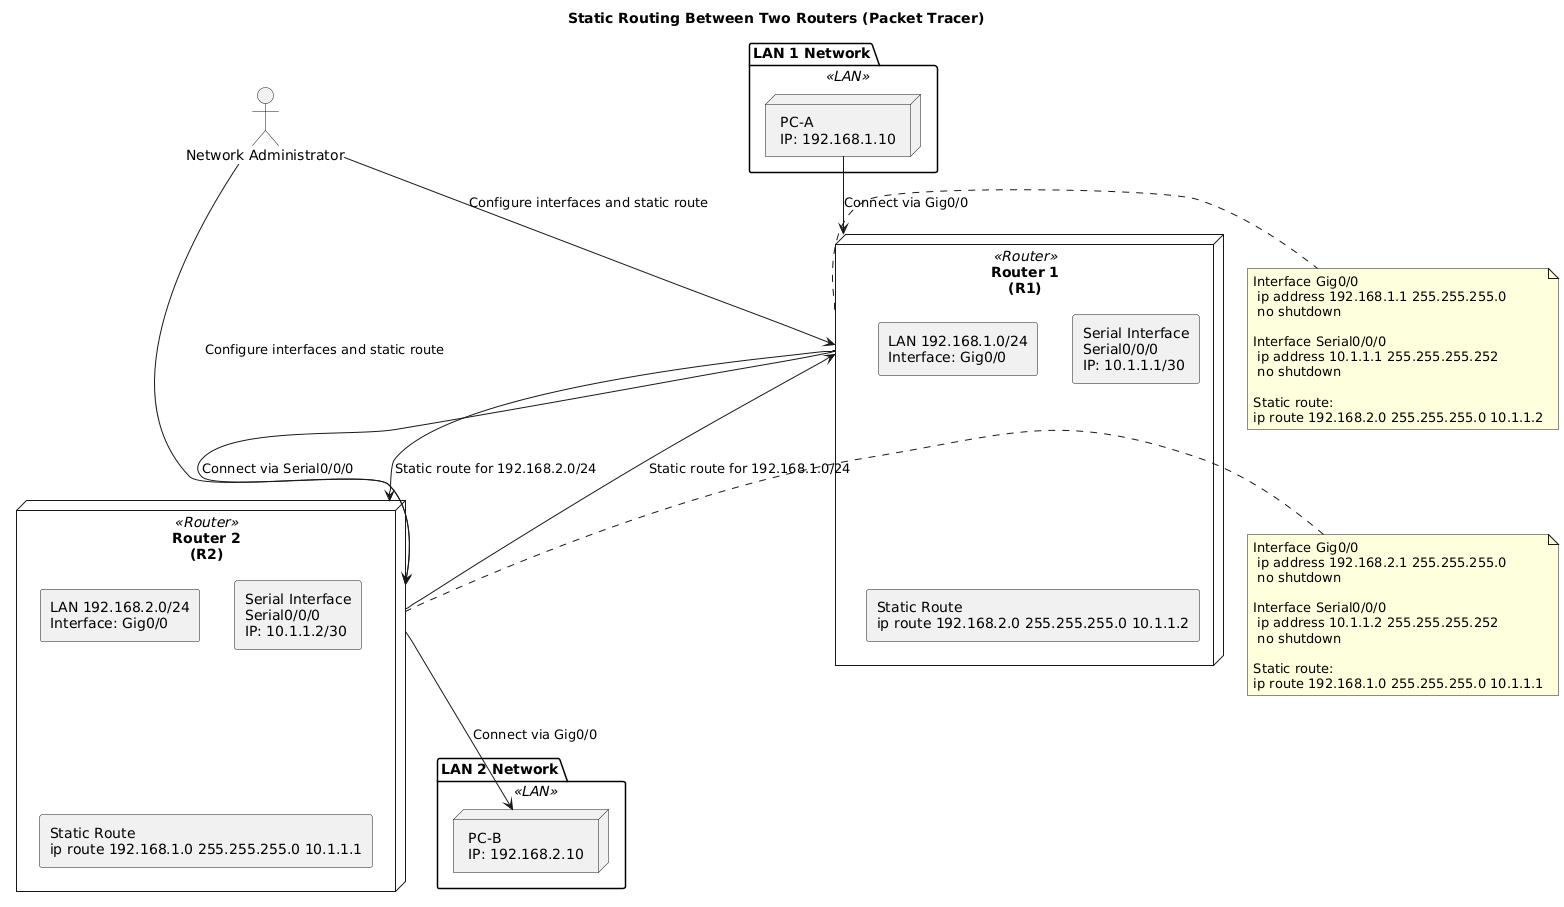 Static Routing Between Two Routers (Packet Tracer)
LAN 1 Network
«LAN»
PC-A
IP: 192.168.1.10
Network Administrator
Configure interfaces and static route
Connect via Gig0/0
«Router»
Router 1
(R1)
LAN 192.168.1.0/24
Interface: Gig0/0
Serial Interface
Serial0/0/0
IP: 10.1.1.1/30
Static Route
ip route 192.168.2.0 255.255.255.0 10.1.1.2
Interface Gig0/0
ip address 192.168.1.1 255.255.255.0
no shutdown
Interface Serial0/0/0
ip address 10.1.1.1 255.255.255.252
no shutdown
Static route:
ip route 192.168.2.0 255.255.255.0 10.1.1.2
Configure interfaces and static route
Connect via Serial0/0/0
Static route for 192.168.2.0/24
Static route for 192.168.1.0/24
«Router»
Router 2
(R2)
LAN 192.168.2.0/24
Interface: Gig0/0
Serial Interface
Serial0/0/0
IP: 10.1.1.2/30
Static Route
ip route 192.168.1.0 255.255.255.0 10.1.1.1
Interface Gig0/0
ip address 192.168.2.1 255.255.255.0
no shutdown
Interface Serial0/0/0
ip address 10.1.1.2 255.255.255.252
no shutdown
Static route:
ip route 192.168.1.0 255.255.255.0 10.1.1.1
Connect via Gig0/0
LAN 2 Network
«LAN»
PC-B
IP: 192.168.2.10